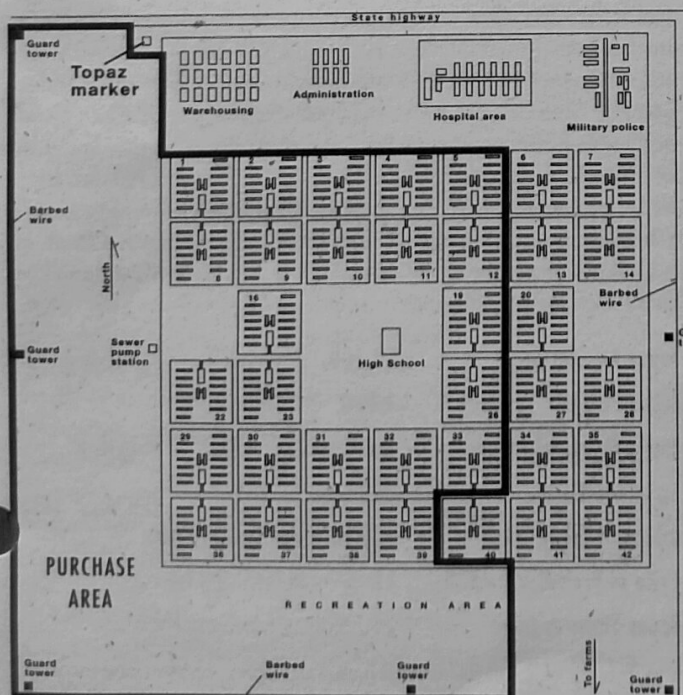 State highway
Guard
tower
Topaz
marker
Warehousing
Administration
Hospital area
Military police
1
2
3
4
5
6
7
Barbed
wire
North
8
9
10
11
12
13
14
Barbed
wire
16
19
20
Sewer
pump
station
Guard
tower
High School
22
23
26
27
28
29
30
31
32
33
34
35
36
37
38
39
40
41
42
PURCHASE
AREA
RECREATION AREA
To farms
Guard
tower
Barbed
wire
Guard
tower
Guard
tower